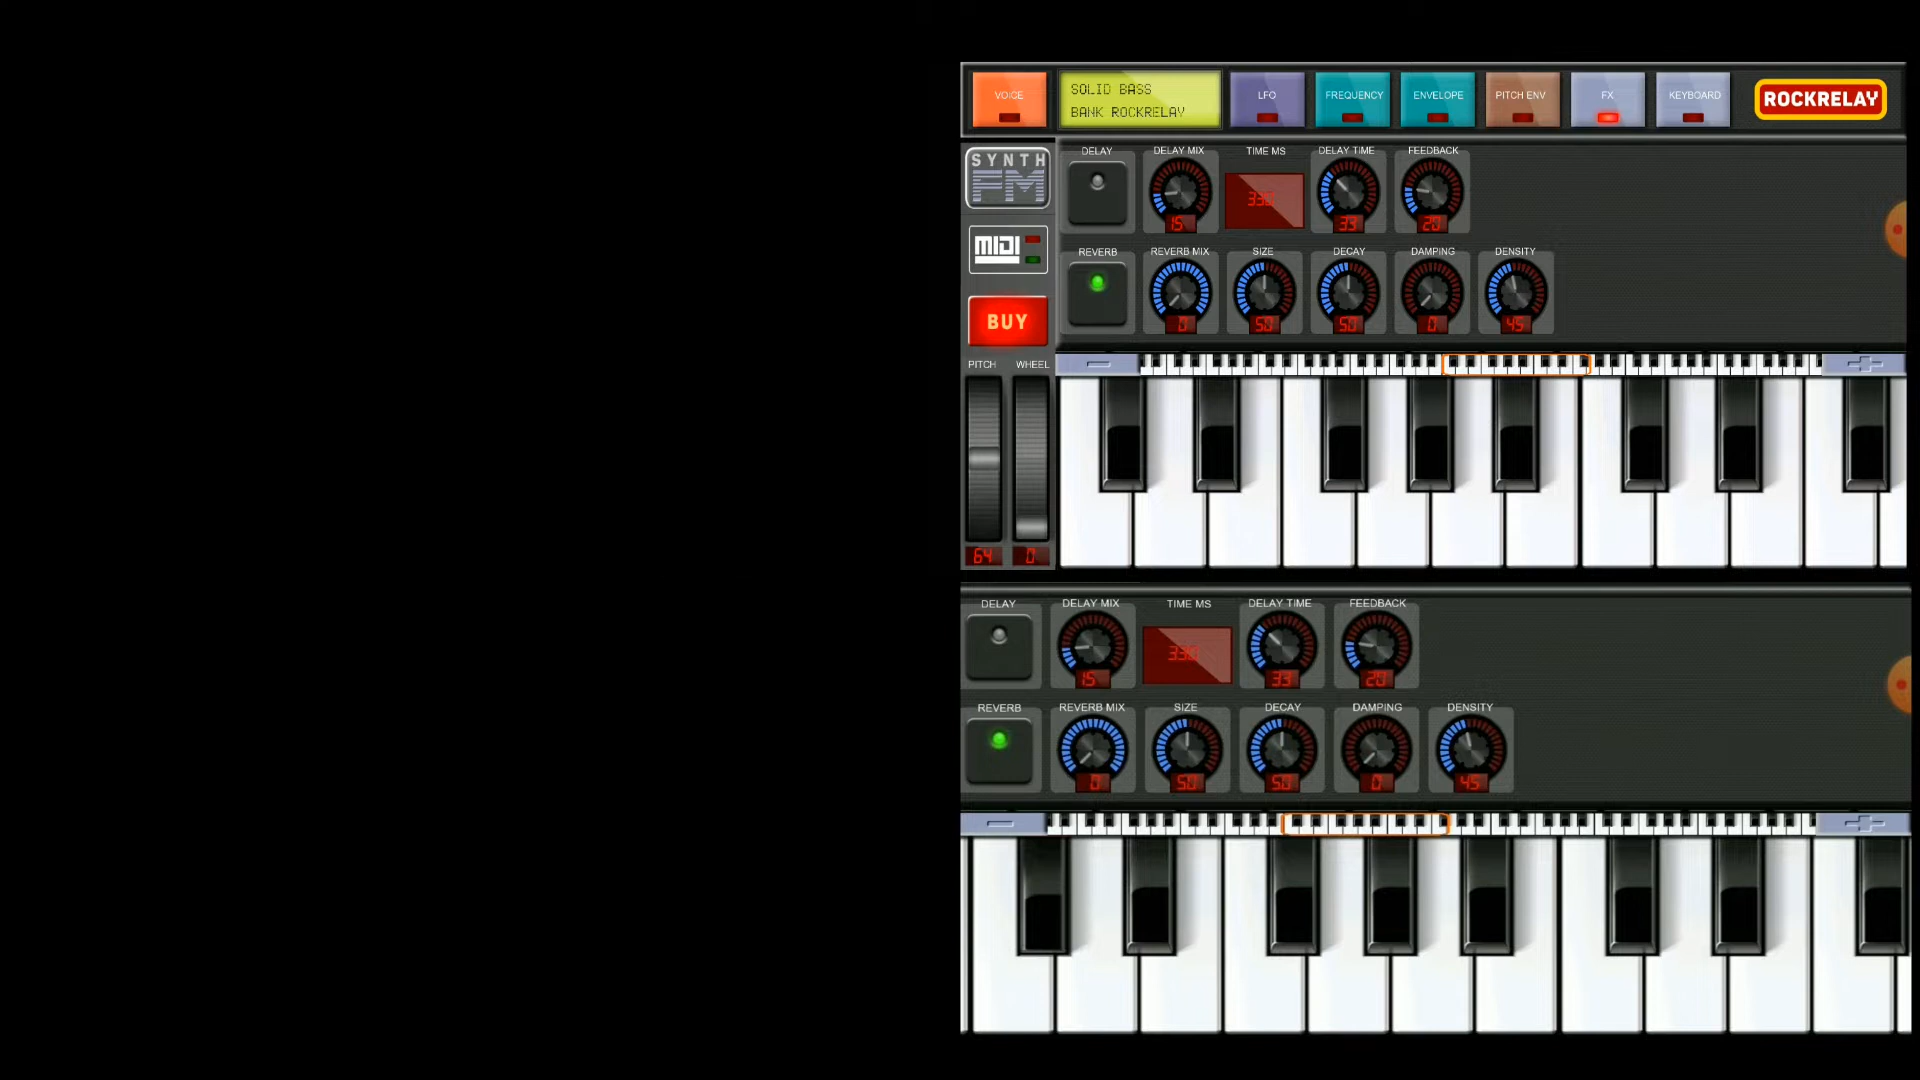 VOICE
SOLID BASS
BANK ROCKRELAY
LFO
FREQUENCY
ENVELOPE
PITCH ENV
FX
KEYBOARD
ROCKRELAY
SYNTH
FM
MIDI
BUY
PITCH WHEEL
64 0
DELAY DELAY MIX TIME MS DELAY TIME FEEDBACK
15 330 33 20
REVERB REVERB MIX SIZE DECAY DAMPING DENSITY
0 50 50 0 45
DELAY DELAY MIX TIME MS DELAY TIME FEEDBACK
15 330 33 20
REVERB REVERB MIX SIZE DECAY DAMPING DENSITY
0 50 50 0 45